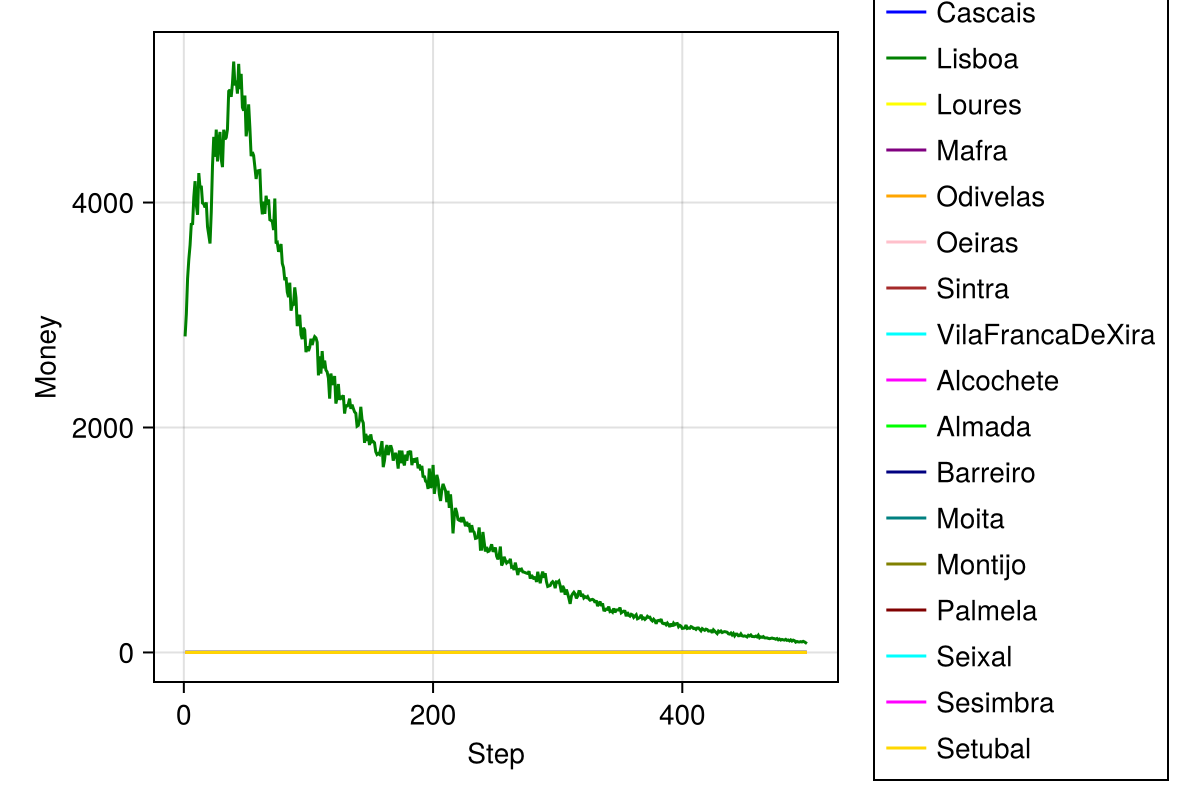 Money
4000
2000
0
0
200
400
Step
Cascais
Lisboa
Loures
Mafra
Odivelas
Oeiras
Sintra
VilaFrancaDeXira
Alcochete
Almada
Barreiro
Moita
Montijo
Palmela
Seixal
Sesimbra
Setubal